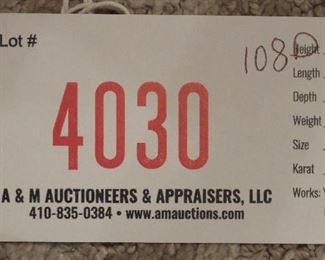 Lot #
108D
4030
Height
Length
Depth
Weight
Size
Karat
Works:
A & M AUCTIONEERS & APPRAISERS, LLC
410-835-0384 • www.amauctions.com